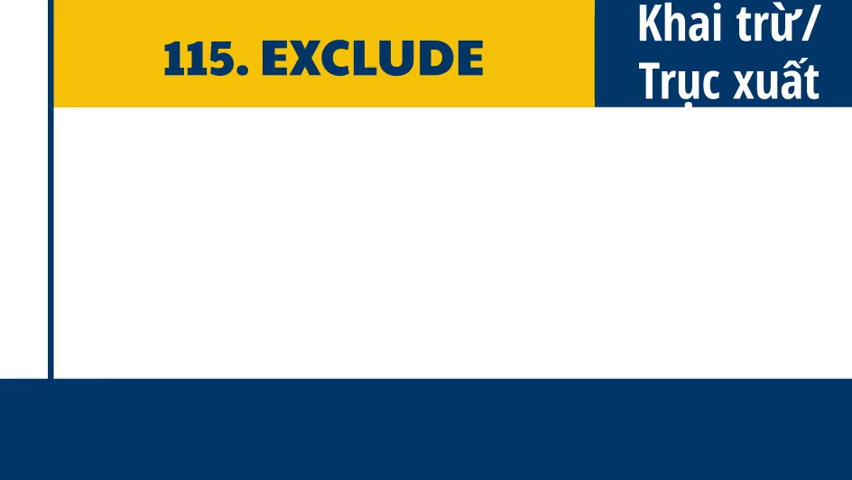 115. EXCLUDE
Khai trừ/
Trục xuất